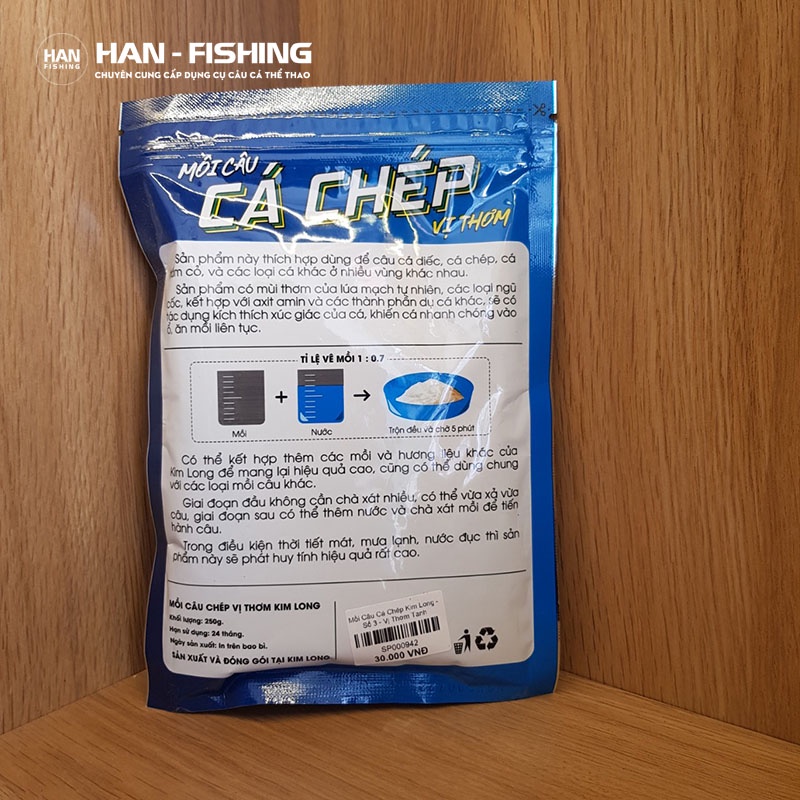 HAN
FISHING
HAN - FISHING
CHUYÊN CUNG CẤP DỤNG CỤ CÂU CÁ THỂ THAO
MỒI CÂU
CÁ CHÉP
VỊ THƠM
Sản phẩm này thích hợp dùng để câu cá diếc, cá chép, cá
cỏ, và các loại cá khác ở nhiều vùng khác nhau.
Sản phẩm có mùi thơm của lúa mạch tự nhiên, các loại ngũ
cốc, kết hợp với axit amin và các thành phần dụ cá khác, sẽ có
tác dụng kích thích xúc giác của cá, khiến cá nhanh chóng vào
ổ, ăn mồi liên tục.
TỈ LỆ VÊ MỒI 1 : 0.7
+
Mồi
Nước
Trộn đều và chờ 5 phút
Có thể kết hợp thêm các mồi và hương liệu khác của
Kim Long để mang lại hiệu quả cao, cũng có thể dùng chung
với các loại mồi câu khác.
Giai đoạn đầu không cần chà xát nhiều, có thể vừa xả vừa
câu, giai đoạn sau có thể thêm nước và chà xát mồi để tiến
hành câu.
Trong điều kiện thời tiết mát, mưa lạnh, nước đục thì sản
phẩm này sẽ phát huy tính hiệu quả rất cao.
MỒI CÂU CHÉP VỊ THƠM KIM LONG
Khối lượng: 250g.
Hạn sử dụng: 24 tháng.
Ngày sản xuất: In trên bao bì.
SẢN XUẤT VÀ ĐÓNG GÓI TẠI KIM LONG
Mồi Câu Cá Chép Kim Long -
Số 3 - Vị Thơm Tanh
SP000942
30.000 VNĐ